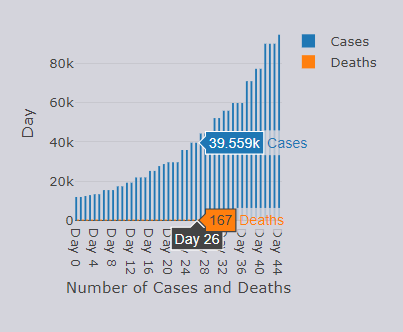 Cases
Deaths
80k
60k
40k
20k
0
Day
39.559k
Cases
167
Deaths
Day 26
Day 0
Day 4
Day 8
Day 12
Day 16
Day 20
Day 24
Day 28
Day 32
Day 36
Day 40
Day 44
Number of Cases and Deaths